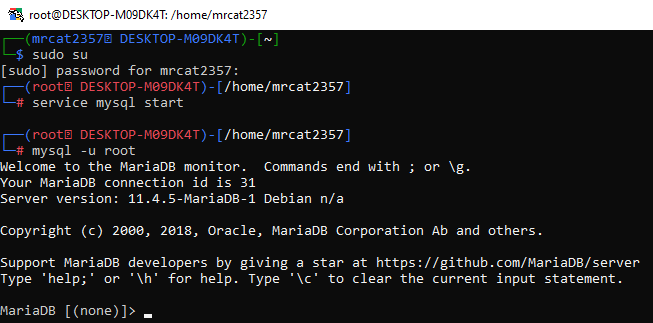 root@DESKTOP-M09DK4T: /home/mrcat2357
(mrcat2357 DESKTOP-M09DK4T)-[~]
$ sudo su
[sudo] password for mrcat2357:
(root DESKTOP-M09DK4T)-[/home/mrcat2357]
# service mysql start
(root DESKTOP-M09DK4T)-[/home/mrcat2357]
# mysql -u root
Welcome to the MariaDB monitor.  Commands end with ; or \g.
Your MariaDB connection id is 31
Server version: 11.4.5-MariaDB-1 Debian n/a
Copyright (c) 2000, 2018, Oracle, MariaDB Corporation Ab and others.
Support MariaDB developers by giving a star at https://github.com/MariaDB/server
Type 'help;' or '\h' for help. Type '\c' to clear the current input statement.
MariaDB [(none)]> _